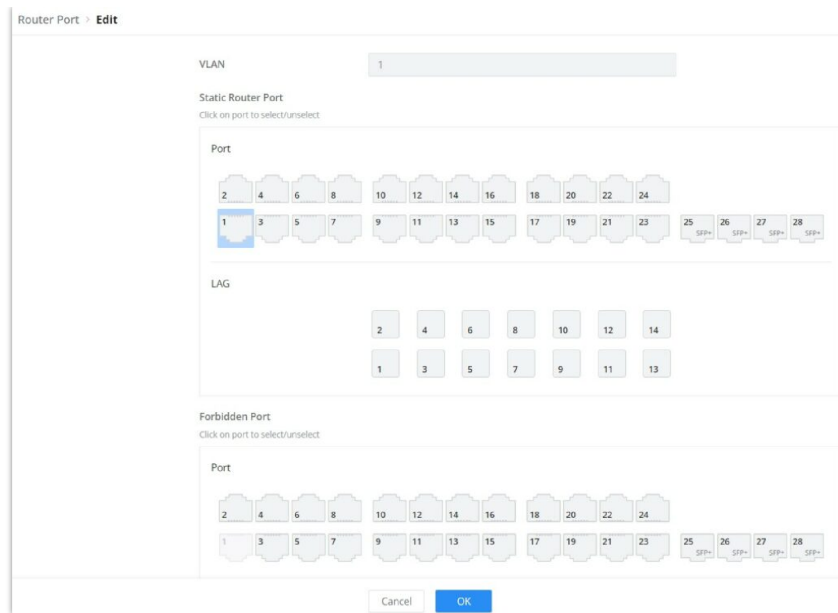 Router Port > Edit
VLAN
1
Static Router Port
Click on port to select/unselect
Port
2 4 6 8 10 12 14 16 18 20 22 24
1 3 5 7 9 11 13 15 17 19 21 23 25 SFP+ 26 SFP+ 27 SFP+ 28 SFP+
LAG
2 4 6 8 10 12 14
1 3 5 7 9 11 13
Forbidden Port
Click on port to select/unselect
Port
2 4 6 8 10 12 14 16 18 20 22 24
1 3 5 7 9 11 13 15 17 19 21 23 25 SFP+ 26 SFP+ 27 SFP+ 28 SFP+
Cancel OK